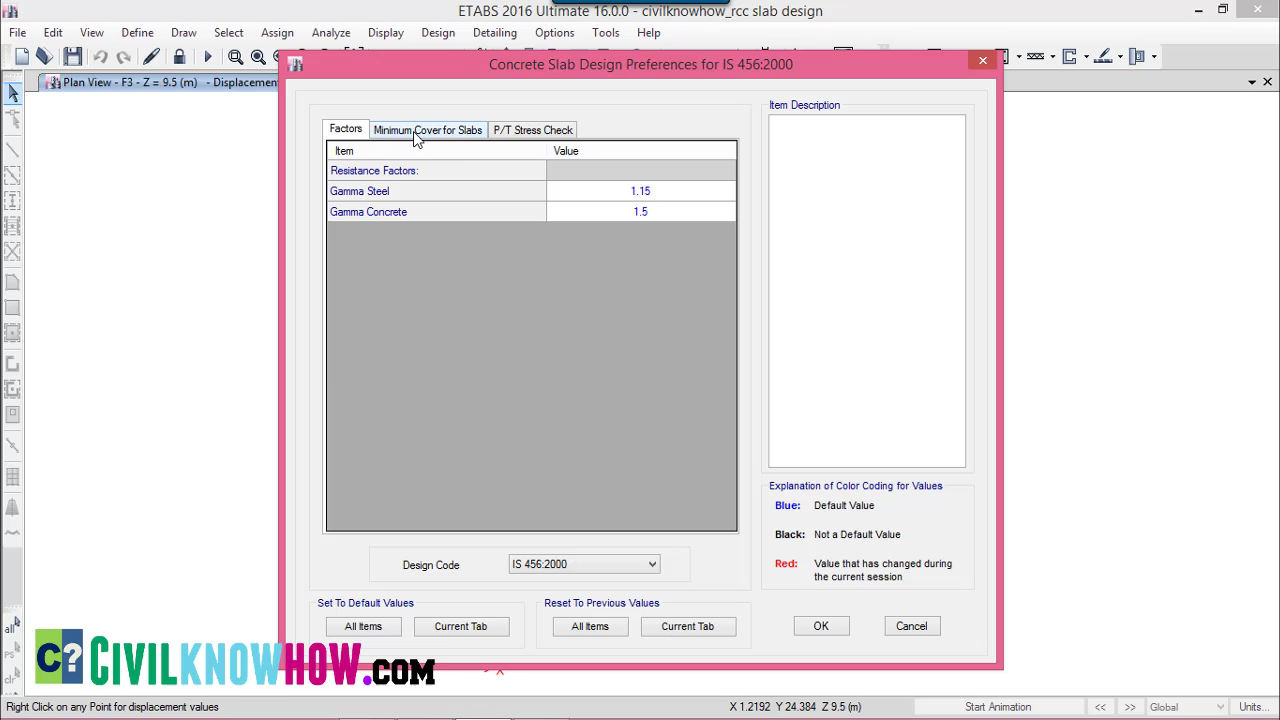 ETABS 2016 Ultimate 16.0.0 - civilknowhow_rcc slab design
File Edit View Define Draw Select Assign Analyze Display Design Detailing Options Tools Help
Plan View - F3 - Z = 9.5 (m) - Displacemen
Concrete Slab Design Preferences for IS 456:2000
Factors Minimum Cover for Slabs P/T Stress Check
Item Value
Resistance Factors:
Gamma Steel 1.15
Gamma Concrete 1.5
Item Description
Explanation of Color Coding for Values
Blue: Default Value
Black: Not a Default Value
Red: Value that has changed during
the current session
Design Code IS 456:2000
Set To Default Values
All Items Current Tab
Reset To Previous Values
All Items Current Tab
OK Cancel
all
ps
clr
C? CIVILKNOWHOW.COM
Right Click on any Point for displacement values
X 1.2192 Y 24.384 Z 9.5 (m)
Start Animation << >> Global Units...